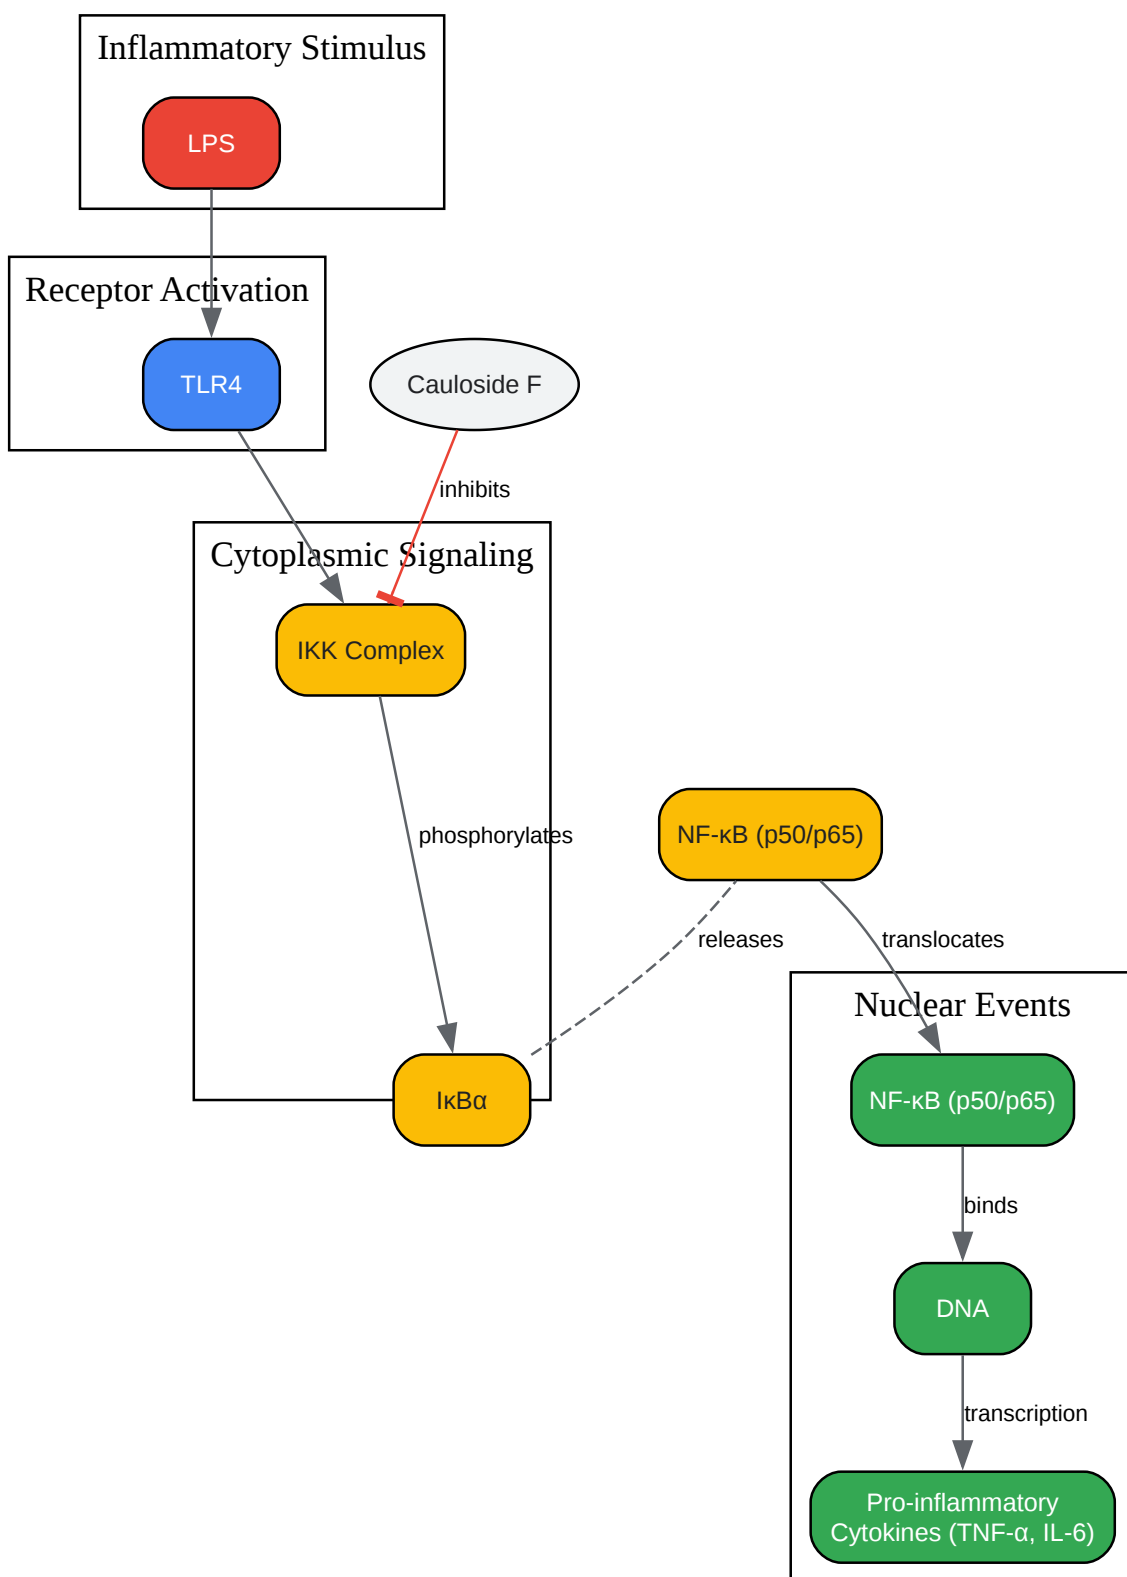 Inflammatory Stimulus
LPS
Receptor Activation
TLR4
Cauloside F
inhibits
Cytoplasmic Signaling
IKK Complex
phosphorylates
NF-κB (p50/p65)
releases
translocates
Nuclear Events
IκBα
NF-κB (p50/p65)
binds
DNA
transcription
Pro-inflammatory
Cytokines (TNF-α, IL-6)